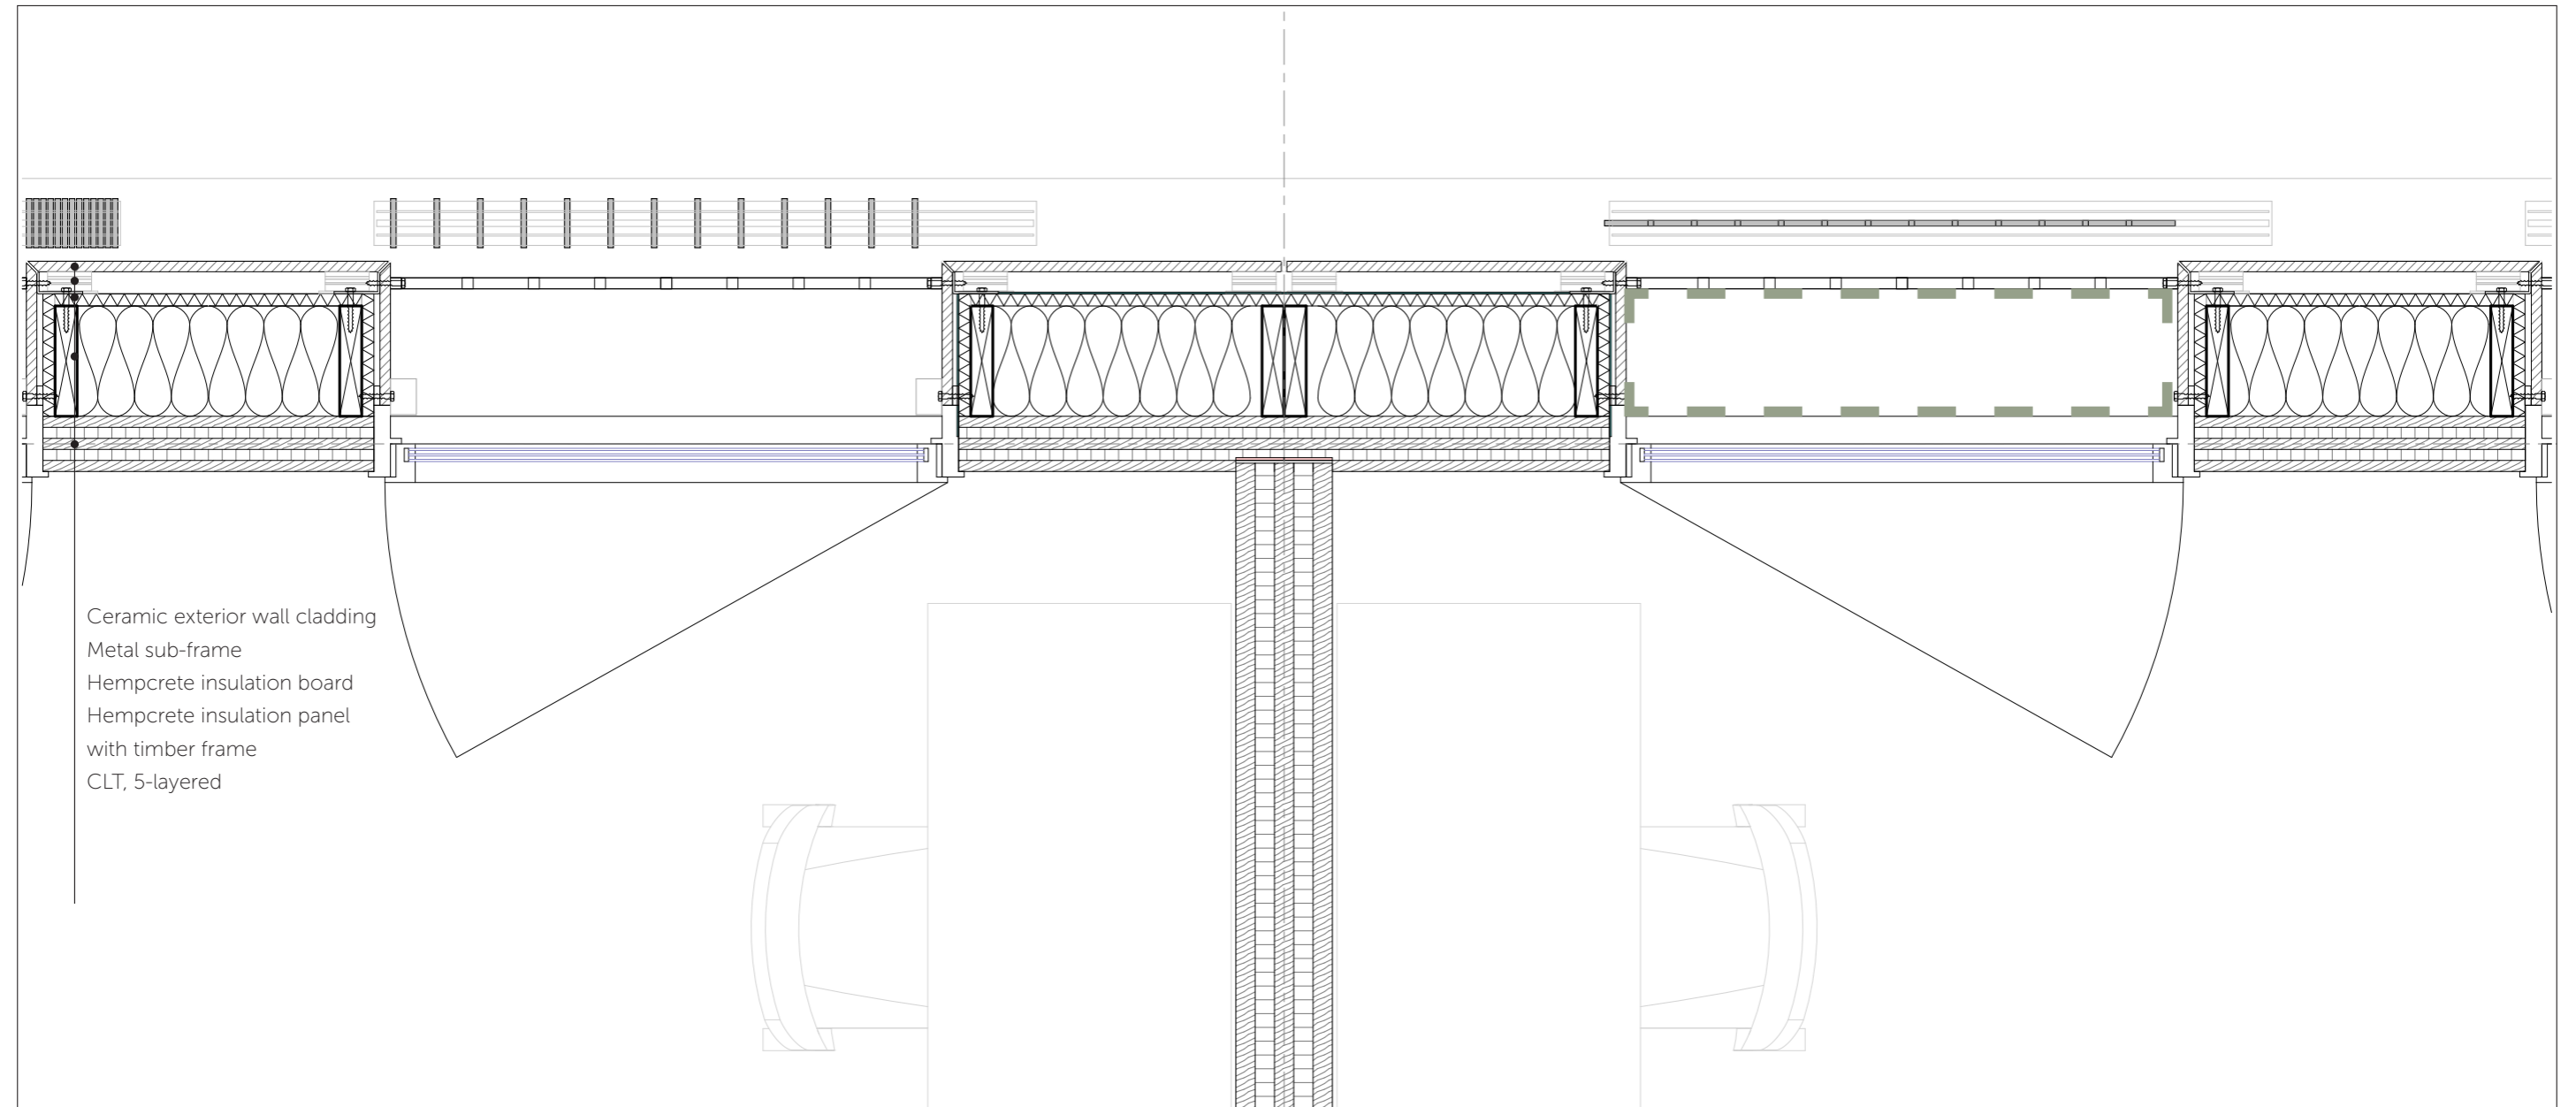 Ceramic exterior wall cladding
Metal sub-frame
Hempcrete insulation board
Hempcrete insulation panel
with timber frame
CLT, 5-layered